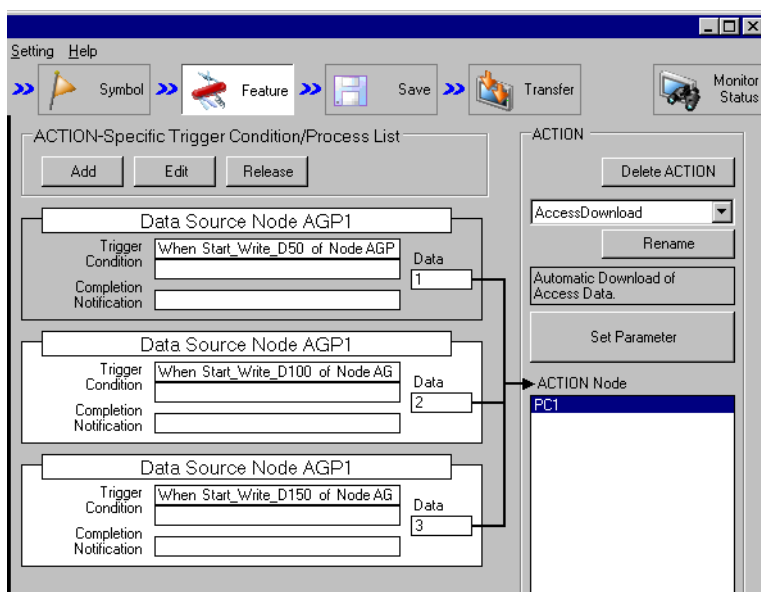 Setting Help
Symbol
Feature
Save
Transfer
Monitor
Status
ACTION-Specific Trigger Condition/Process List
Add
Edit
Release
Data Source Node AGP1
Trigger
Condition
When Start_Write_D50 of Node AGP
Data
1
Completion
Notification
Data Source Node AGP1
Trigger
Condition
When Start_Write_D100 of Node AG
Data
2
Completion
Notification
Data Source Node AGP1
Trigger
Condition
When Start_Write_D150 of Node AG
Data
3
Completion
Notification
ACTION
Delete ACTION
AccessDownload
Rename
Automatic Download of
Access Data.
Set Parameter
ACTION Node
PC1